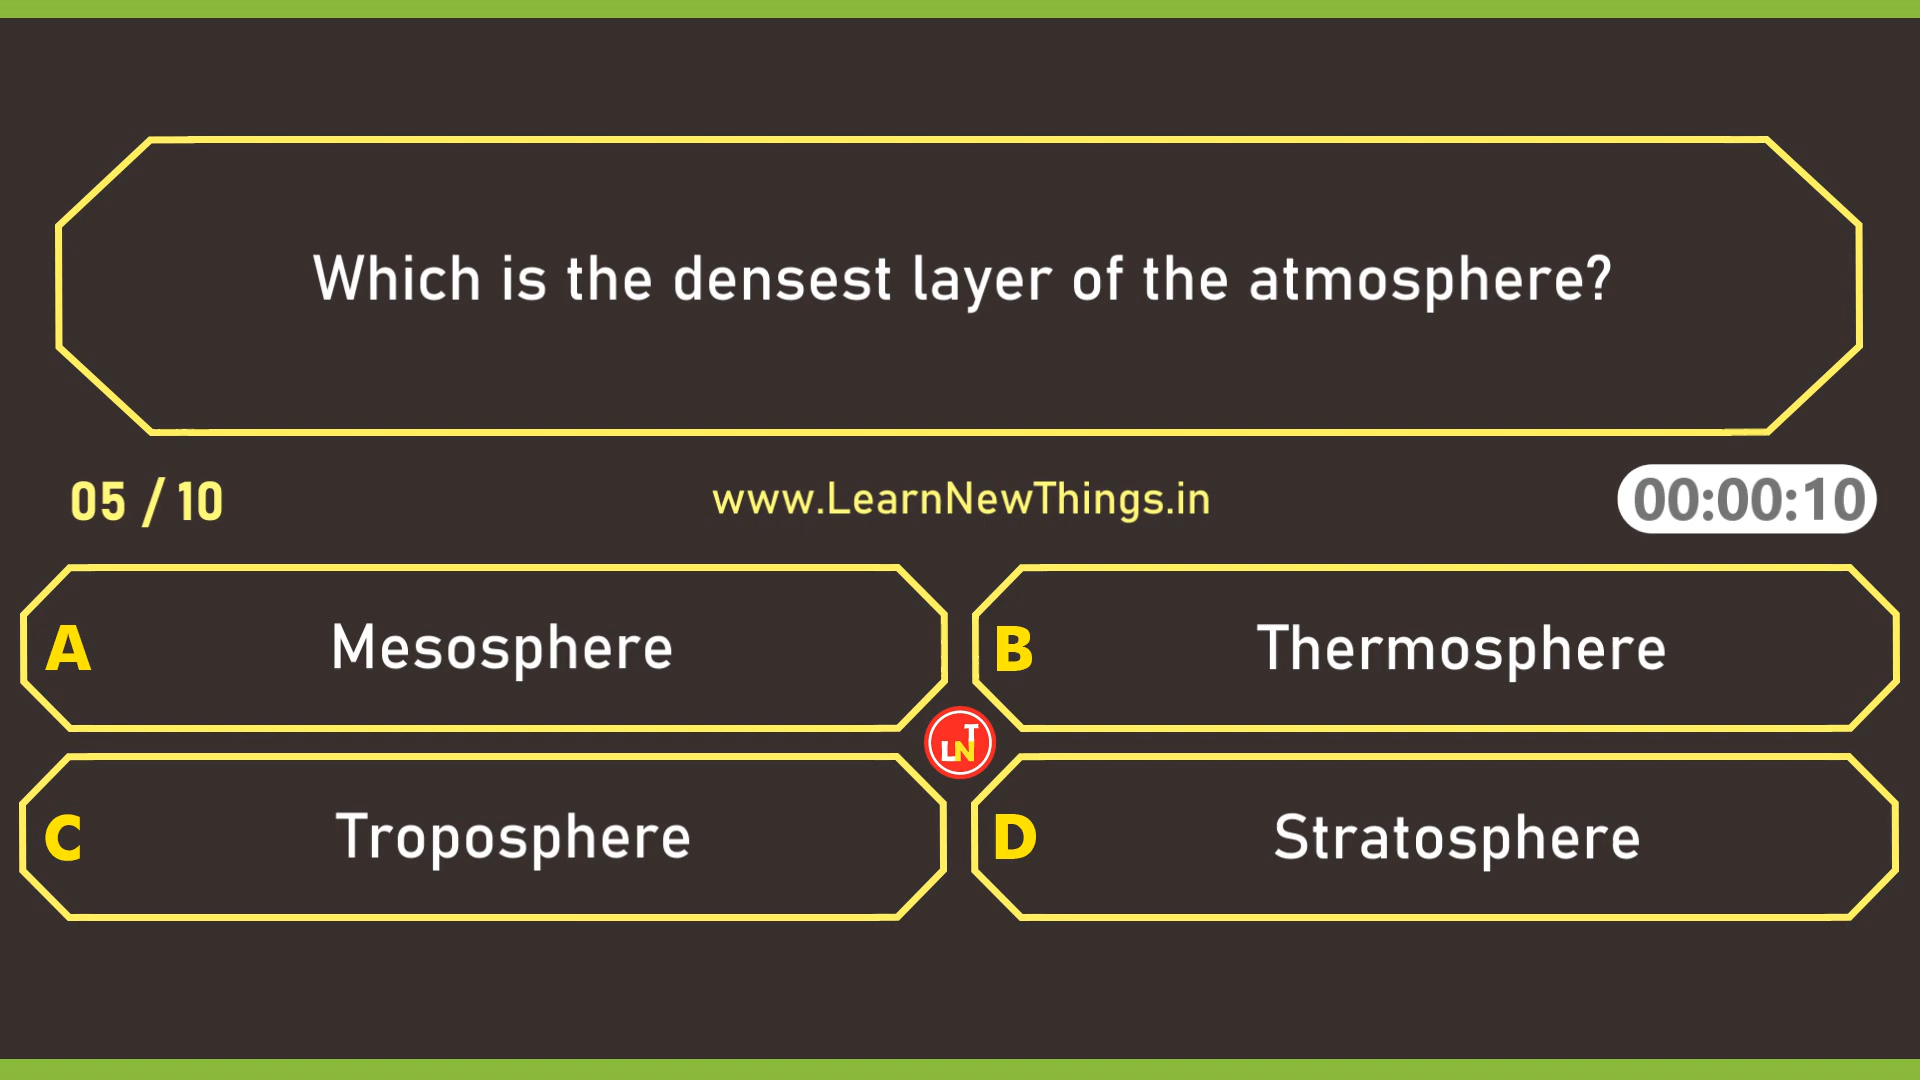 Which is the densest layer of the atmosphere?
05 / 10
www.LearnNewThings.in
00:00:10
A Mesosphere
B Thermosphere
LNT
C Troposphere
D Stratosphere